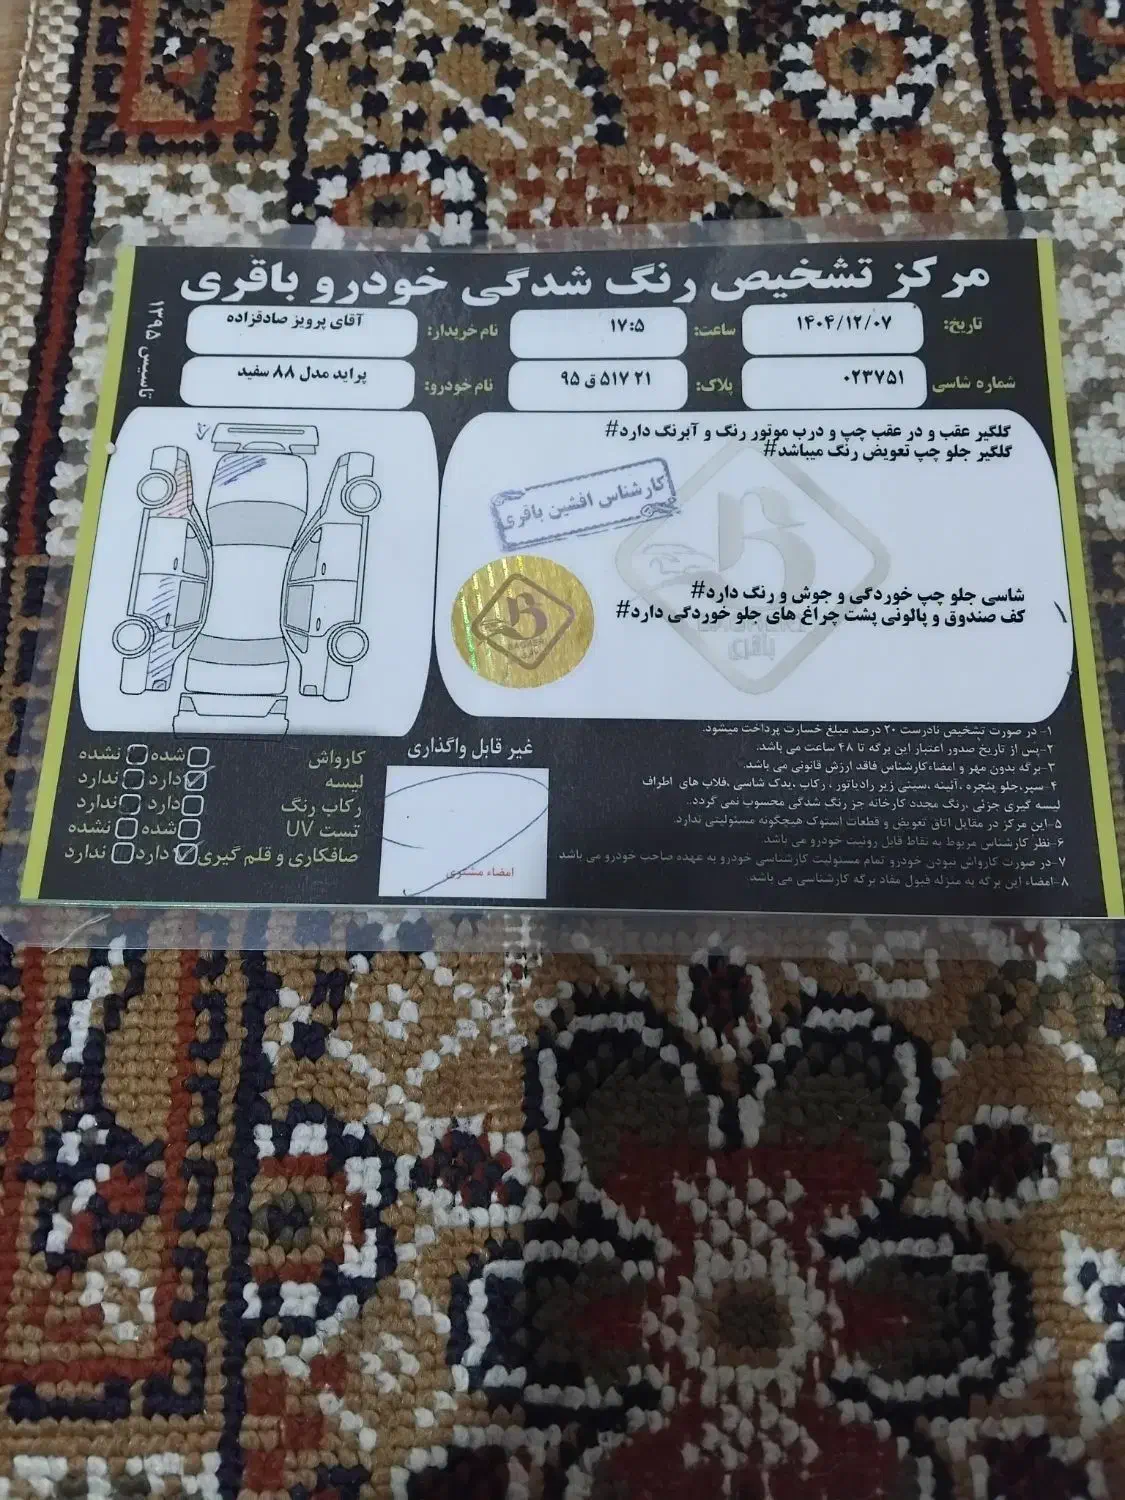 مرکز تشخیص رنگ شدگی خودرو باقری
تاسیس ۱۳۹۵
تاریخ: ۱۴۰۴/۱۲/۰۷ ساعت: ۱۷:۵ نام خریدار: آقای پرویز صادقزاده
شماره شاسی ۰۲۳۷۵۱ پلاک: ۲۱ ۵۱۷ ق ۹۵ نام خودرو: پراید مدل ۸۸ سفید
گلگیر عقب و در عقب چپ و درب موتور رنگ و آبرنگ دارد#
گلگیر جلو چپ تعویض رنگ میباشد#
کارشناس افشین باقری
شاسی جلو چپ خوردگی و جوش و رنگ دارد#
کف صندوق و پالونی پشت چراغ های جلو خوردگی دارد#
B
BAGHERI
باقری
غیر قابل واگذاری
امضاء مشتری
کارواش شده نشده
لیسه دارد ندارد
رکاب رنگ دارد ندارد
تست UV شده نشده
صافکاری و قلم گیری دارد ندارد
۱- در صورت تشخیص نادرست ۲۰ درصد مبلغ خسارت پرداخت میشود.
۲-پس از تاریخ صدور اعتبار این برگه تا ۴۸ ساعت می باشد.
۳-برگه بدون مهر و امضاءکارشناس فاقد ارزش قانونی می باشد.
۴- سپر،جلو پنجره ،آئینه ،سینی زیر رادیاتور ، رکاب ،یدک شاسی ،قلاب های اطراف
لیسه گیری جزئی ،رنگ مجدد کارخانه جز رنگ شدگی محسوب نمی گردد..
۵-این مرکز در مقابل اتاق تعویض و قطعات استوک هیچگونه مسئولیتی ندارد.
۶-نظر کارشناس مربوط به نقاط قابل رویت خودرو می باشد
۷-در صورت کارواش نبودن خودرو تمام مسئولیت کارشناسی خودرو به عهده صاحب خودرو می باشد
۸-امضاء این برگه به منزله قبول مفاد برگه کارشناسی می باشد.